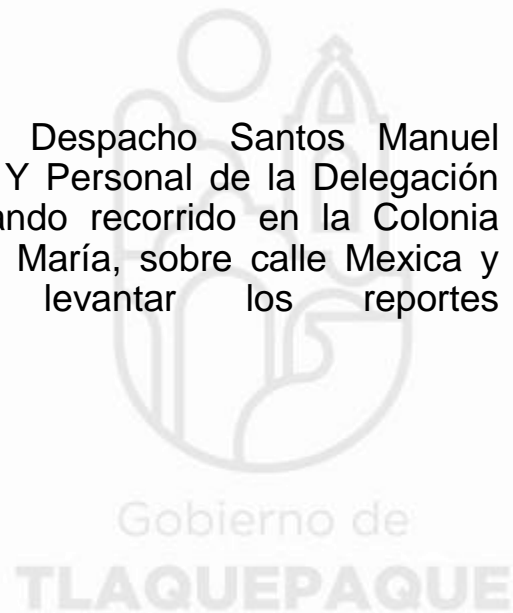 Despacho Santos Manuel
Y Personal de la Delegación
ando recorrido en la Colonia
María, sobre calle Mexica y
levantar los reportes
Gobierno de
TLAQUEPAQUE